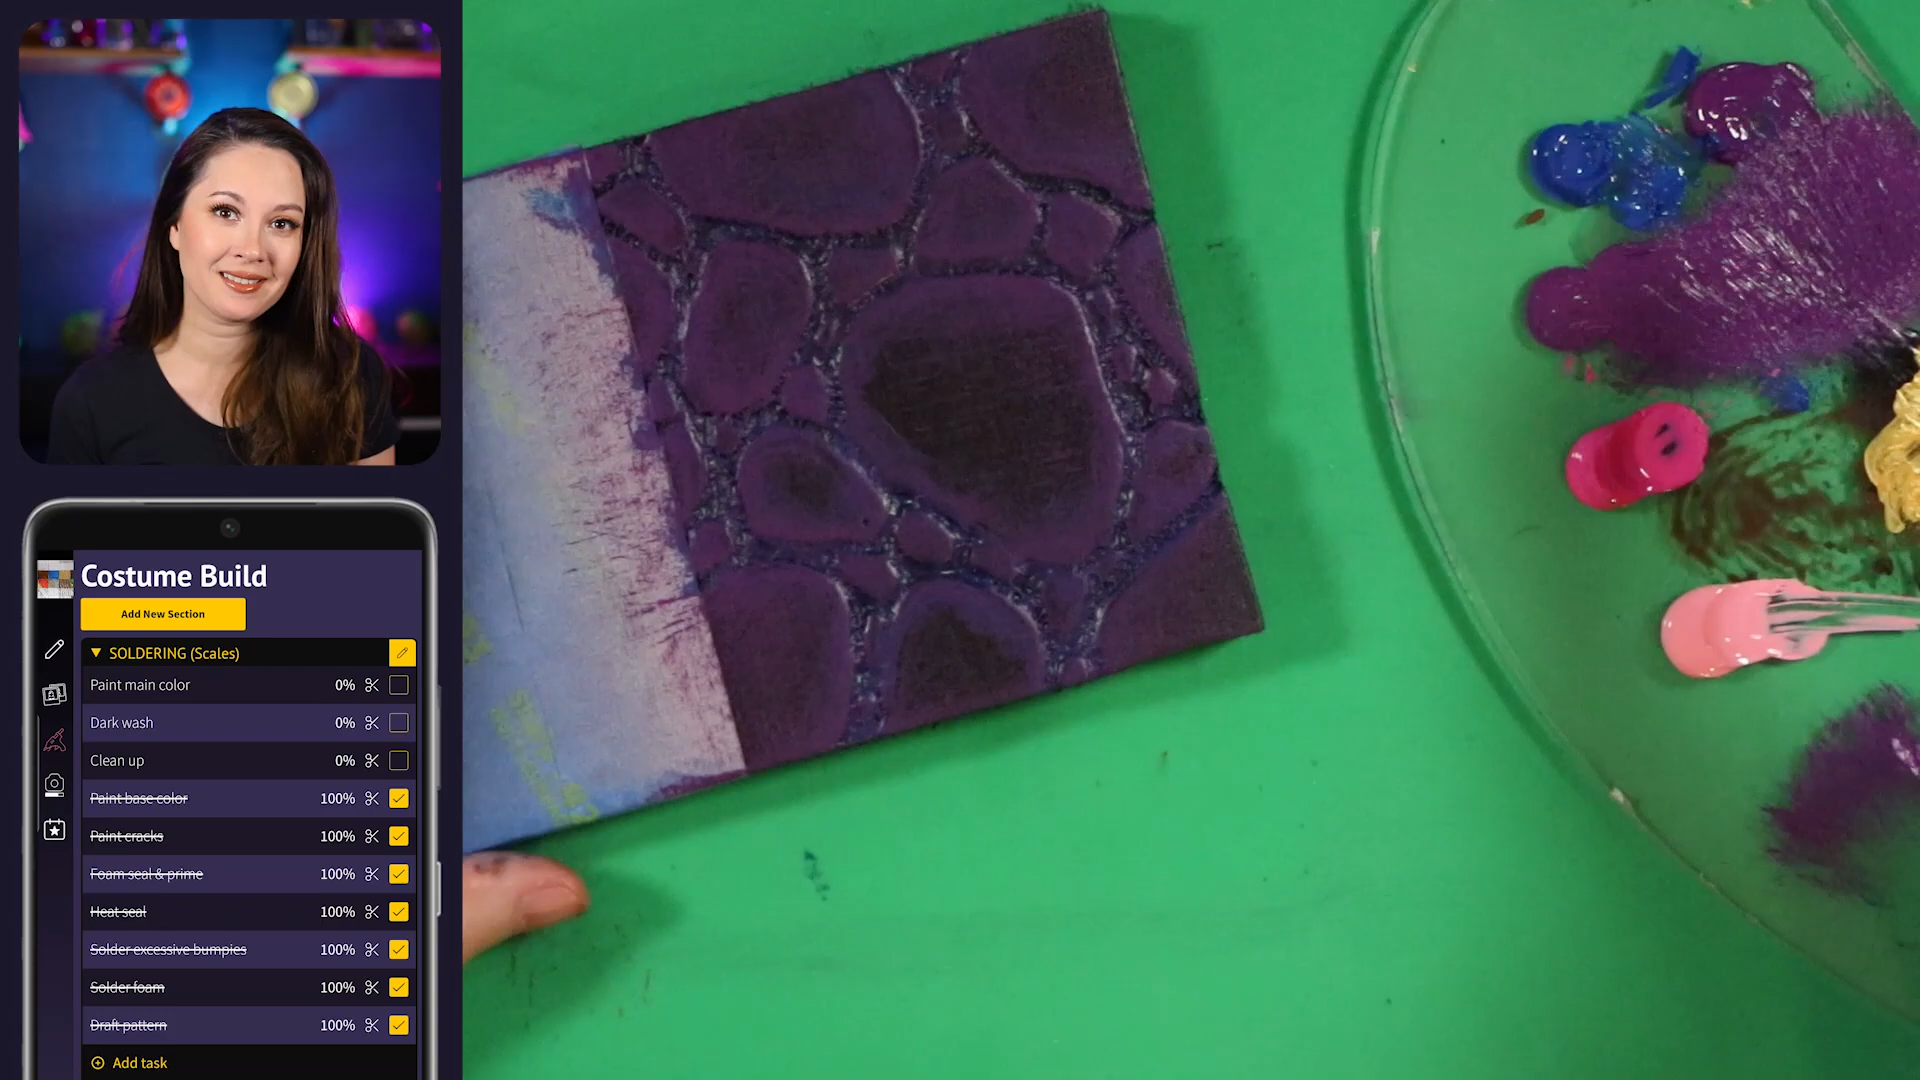 Costume Build
Add New Section
▼ SOLDERING (Scales)
Paint main color 0%
Dark wash 0%
Clean up 0%
Paint base color 100%
Paint cracks 100%
Foam seal & prime 100%
Heat seal 100%
Solder excessive bumpies 100%
Solder foam 100%
Draft pattern 100%
Add task